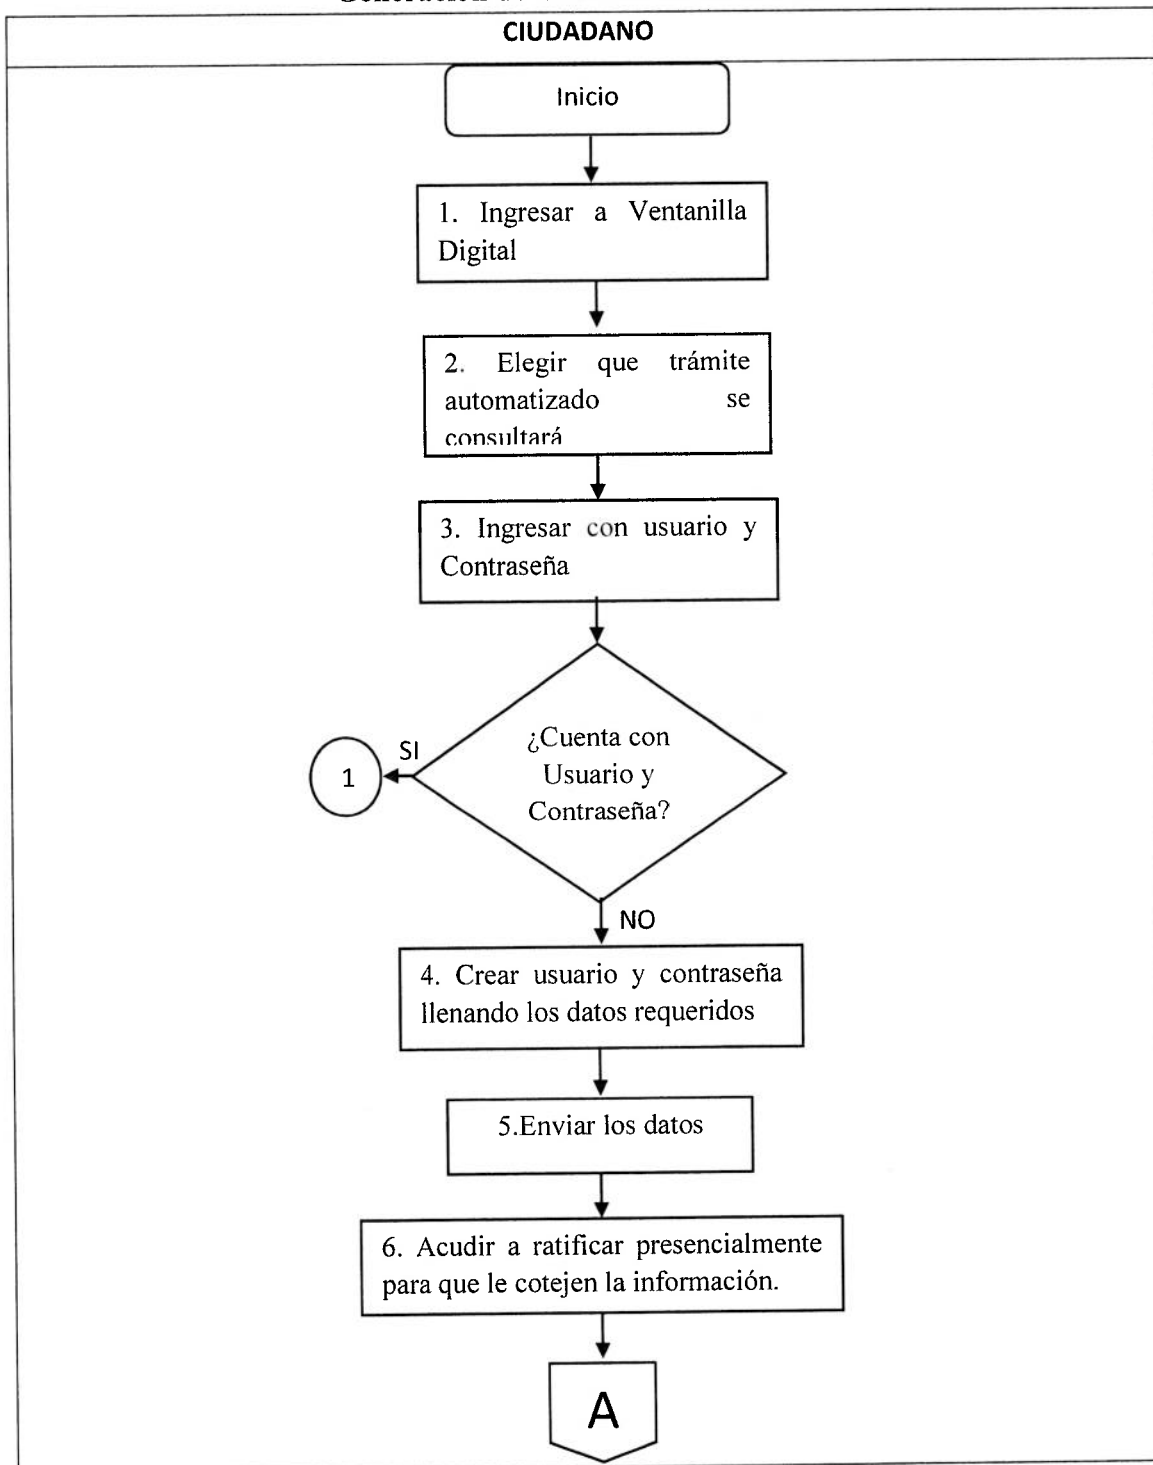 CIUDADANO
Inicio
1. Ingresar a Ventanilla
Digital
2. Elegir que trámite
automatizado se
consultará
3. Ingresar con usuario y
Contraseña
¿Cuenta con
Usuario y
Contraseña?
SI
1
NO
4. Crear usuario y contraseña
llenando los datos requeridos
5.Enviar los datos
6. Acudir a ratificar presencialmente
para que le cotejen la información.
A